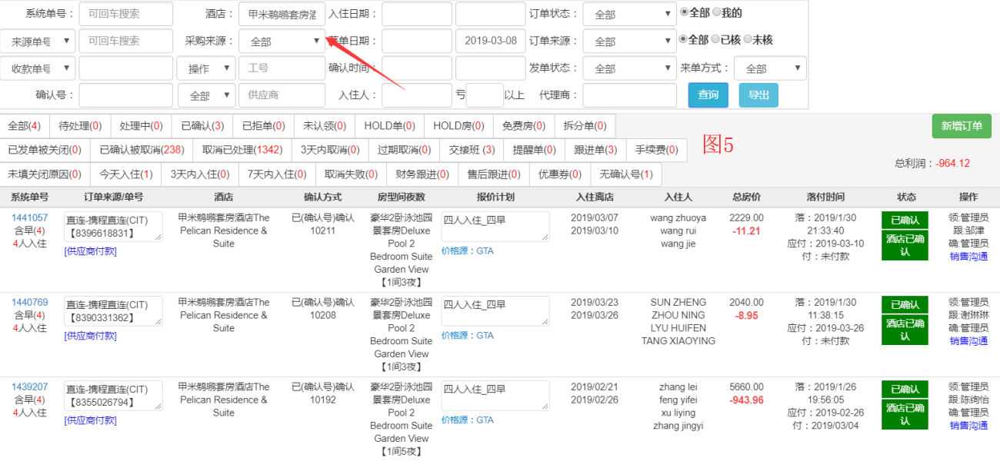 系统单号： 可回车搜索 酒店： 甲米鹈鹕套房酒 入住日期： 订单状态： 全部 全部 我的
来源单号 可回车搜索 采购来源： 全部 单日期： 2019-03-08 订单来源： 全部 全部 已核 未核
收款单号 操作 工号 确认时间： 发单状态： 全部 来单方式： 全部
确认号： 全部 供应商 入住人： 亏 以上 代理商： 查询 导出
全部(4) 待处理(0) 处理中(0) 已确认(3) 已拒单(0) 未认领(0) HOLD单(0) HOLD房(0) 免费房(0) 拆分单(0) 新增订单
已发单被关闭(0) 已确认被取消(238) 取消已处理(1342) 3天内取消(0) 过期取消(0) 交接班 (3) 提醒单(0) 跟进单(3) 手续费(0) 图5
总利润：-964.12
未填关闭原因(0) 今天入住(1) 3天内入住(0) 7天内入住(0) 取消失败(0) 财务跟进(0) 售后跟进(0) 优惠券(0) 无确认号(1)
系统单号 订单来源/单号 酒店 确认方式 房型间夜数 报价计划 入住离店 入住人 总房价 落付时间 状态 操作
1441057 直连-携程直连(CIT) 甲米鹈鹕套房酒店The 已(确认号)确认 豪华2卧泳池园 四人入住_四早 2019/03/07 wang zhuoya 2229.00 落：2019/1/30 已确认 领:管理员
含早(4) 【8396618831】 Pelican Residence & 10211 景套房Deluxe 2019/03/10 wang rui -11.21 21:33:40 酒店已确 跟:邹津
4人入住 [供应商付款] Suite Pool 2 价格源：GTA wang jie 应付：2019-03-10 认 确:管理员
Bedroom Suite 付：未付款 销售沟通
Garden View
【1间3夜】
1440769 直连-携程直连(CIT) 甲米鹈鹕套房酒店The 已(确认号)确认 豪华2卧泳池园 四人入住_四早 2019/03/23 SUN ZHENG 2040.00 落：2019/1/30 已确认 领:管理员
含早(4) 【8390331362】 Pelican Residence & 10208 景套房Deluxe 2019/03/26 ZHOU NING -8.95 11:38:15 酒店已确 跟:谢琳琳
4人入住 [供应商付款] Suite Pool 2 价格源：GTA LYU HUIFEN 应付：2019-03-26 认 确:管理员
Bedroom Suite TANG XIAOYING 付：未付款 销售沟通
Garden View
【1间3夜】
1439207 直连-携程直连(CIT) 甲米鹈鹕套房酒店The 已(确认号)确认 豪华2卧泳池园 四人入住_四早 2019/02/21 zhang lei 5660.00 落：2019/1/26 已确认 领:管理员
含早(4) 【8355026794】 Pelican Residence & 10192 景套房Deluxe 2019/02/26 feng yifei -943.96 19:56:05 酒店已确 跟:陈绚怡
4人入住 [供应商付款] Suite Pool 2 价格源：GTA xu liying 应付：2019-02-26 认 确:管理员
Bedroom Suite zhang jingyi 付：2019/03/04 销售沟通
Garden View
【1间5夜】